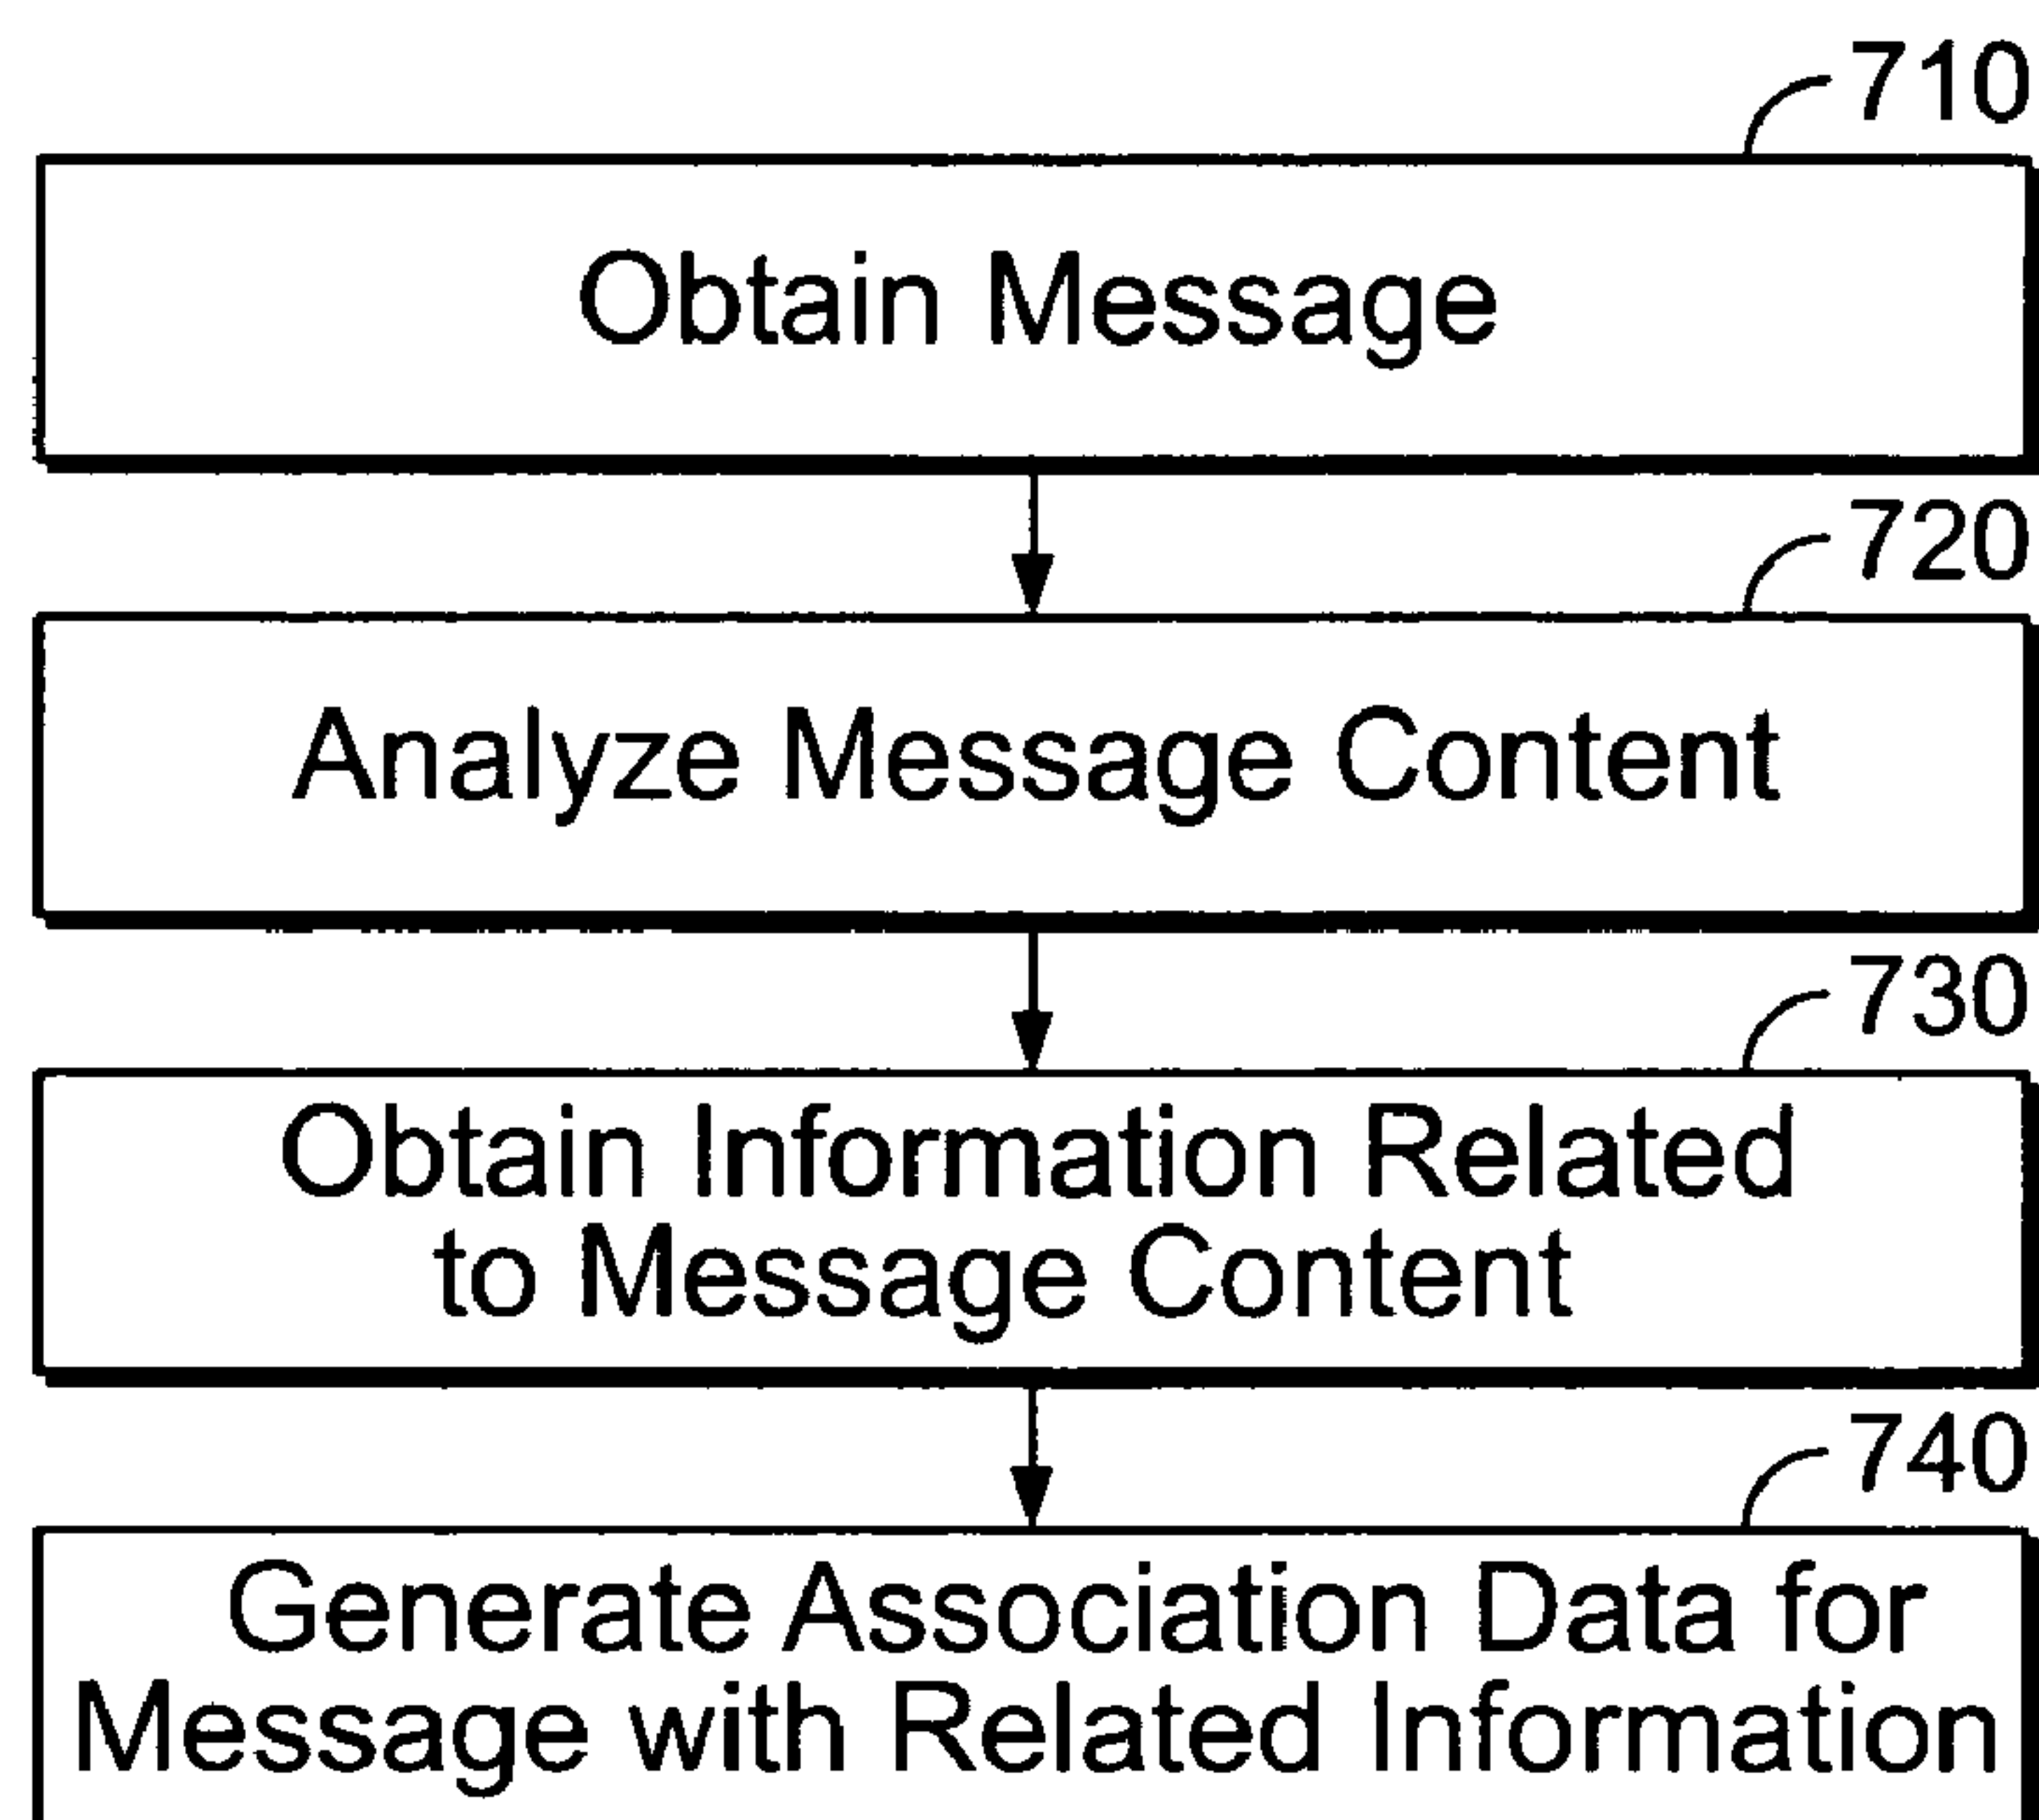 710
Obtain Message
720
Analyze Message Content
730
Obtain Information Related
to Message Content
740
Generate Association Data for
Message with Related Information